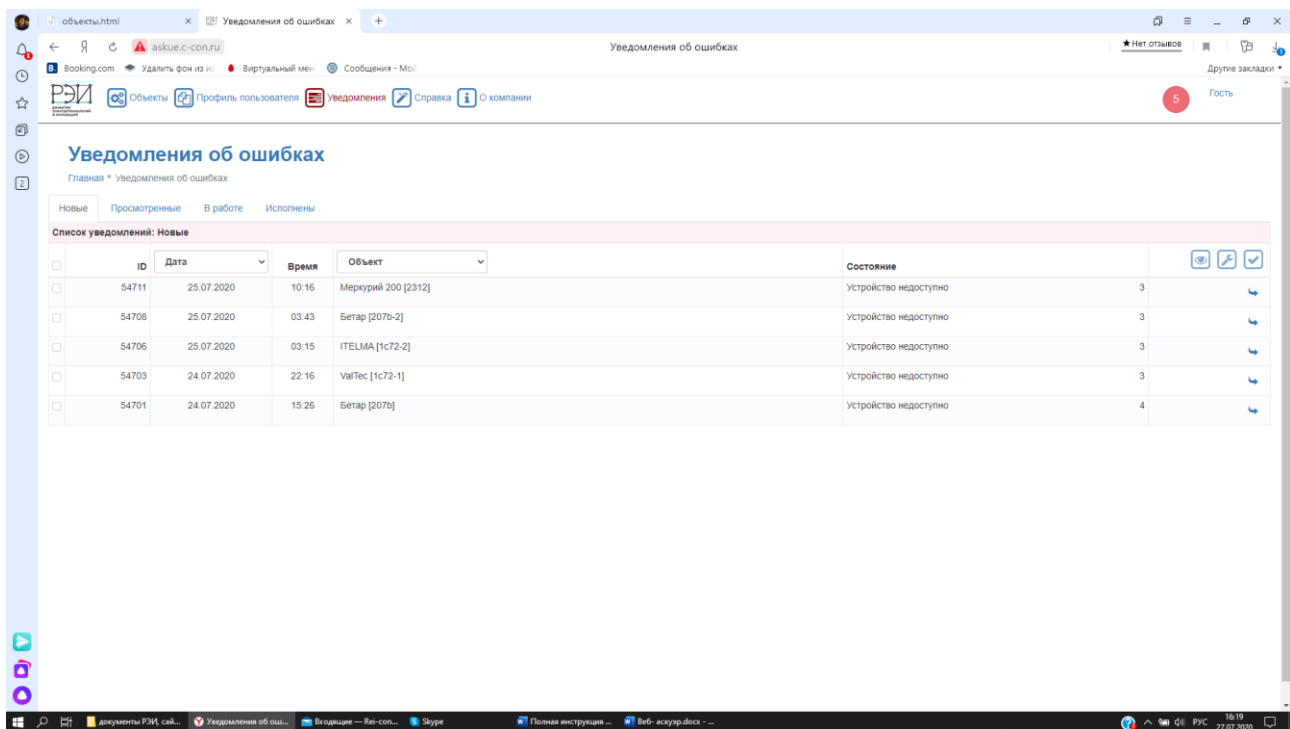 объекты.html
Уведомления об ошибках
askue.c-con.ru
Уведомления об ошибках
★Нет отзывов
Booking.com Удалить фон из из Виртуальный мен Сообщения - Мой
Другие закладки
РЭИ Объекты Профиль пользователя Уведомления Справка О компании
5 Гость
Уведомления об ошибках
Главная * Уведомления об ошибках
Новые Просмотренные В работе Исполнены
Список уведомлений: Новые
ID Дата Время Объект Состояние
54711 25.07.2020 10:16 Меркурий 200 [2312] Устройство недоступно 3
54708 25.07.2020 03:43 Бетар [207b-2] Устройство недоступно 3
54706 25.07.2020 03:15 ITELMA [1c72-2] Устройство недоступно 3
54703 24.07.2020 22:16 ValTec [1c72-1] Устройство недоступно 3
54701 24.07.2020 15:26 Бетар [207b] Устройство недоступно 4
документы РЭИ, сай... Уведомления об ош... Входящие — Rei-con... Skype Полная инструкция ... Веб- аскуэр.docx - ...
РУС 16:19
27.07.2020